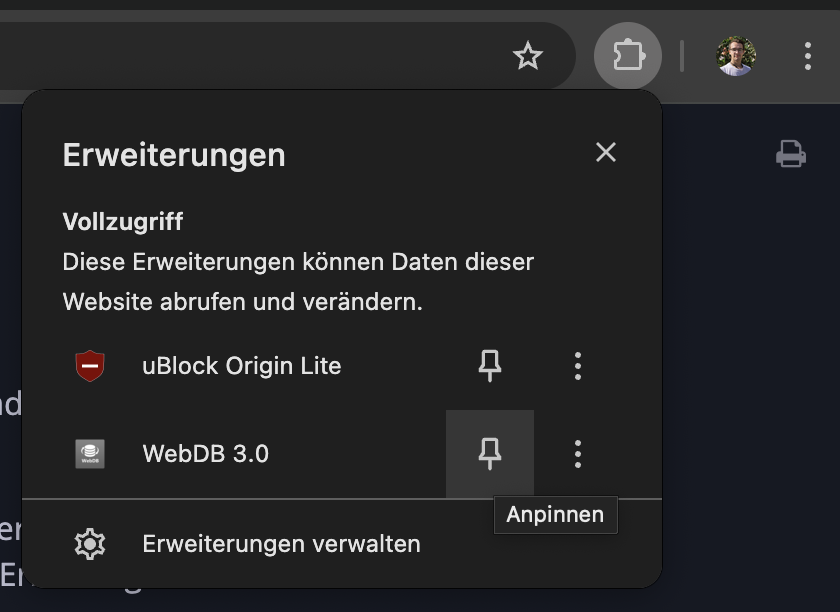 Erweiterungen
Vollzugriff
Diese Erweiterungen können Daten dieser
Website abrufen und verändern.
uBlock Origin Lite
WebDB
WebDB 3.0
Anpinnen
Erweiterungen verwalten